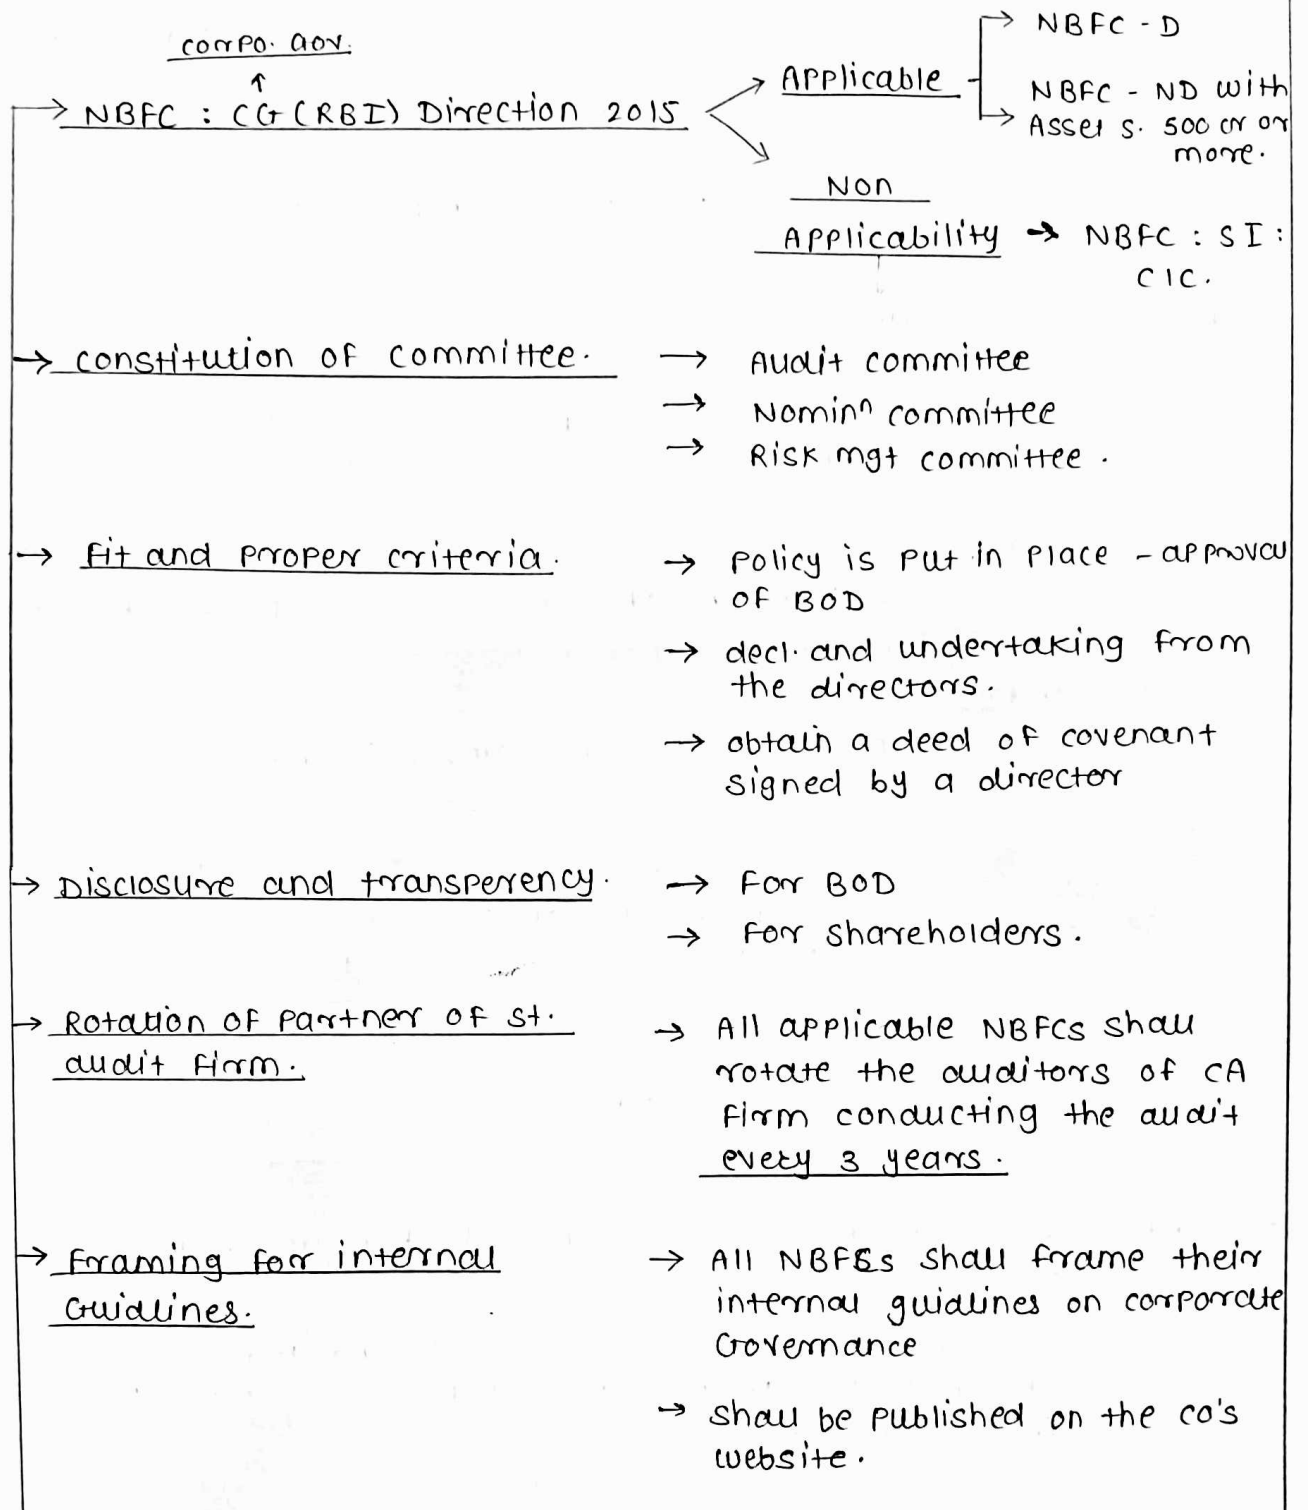 corpo. Gov.
↑
→ NBFC : CG (RBI) Direction 2015
Applicable
→ NBFC - D
→ NBFC - ND with
Asset s. 500 cr or
more.
Non
Applicability → NBFC : SI :
CIC.
→ constitution of committee.
→ Audit committee
→ Nominⁿ committee
→ Risk mgt committee .
→ Fit and proper criteria.
→ policy is put in place - approval
of BOD
→ decl. and undertaking from
the directors.
→ obtain a deed of covenant
signed by a director
→ Disclosure and transperency.
→ For BOD
→ For shareholders.
→ Rotation of partner of st.
audit firm.
→ All applicable NBFCs shall
rotate the auditors of CA
firm conducting the audit
every 3 years.
→ Framing for internal
Guidlines.
→ All NBFCs shall frame their
internal guidlines on corporate
Governance
→ shall be published on the co's
website.